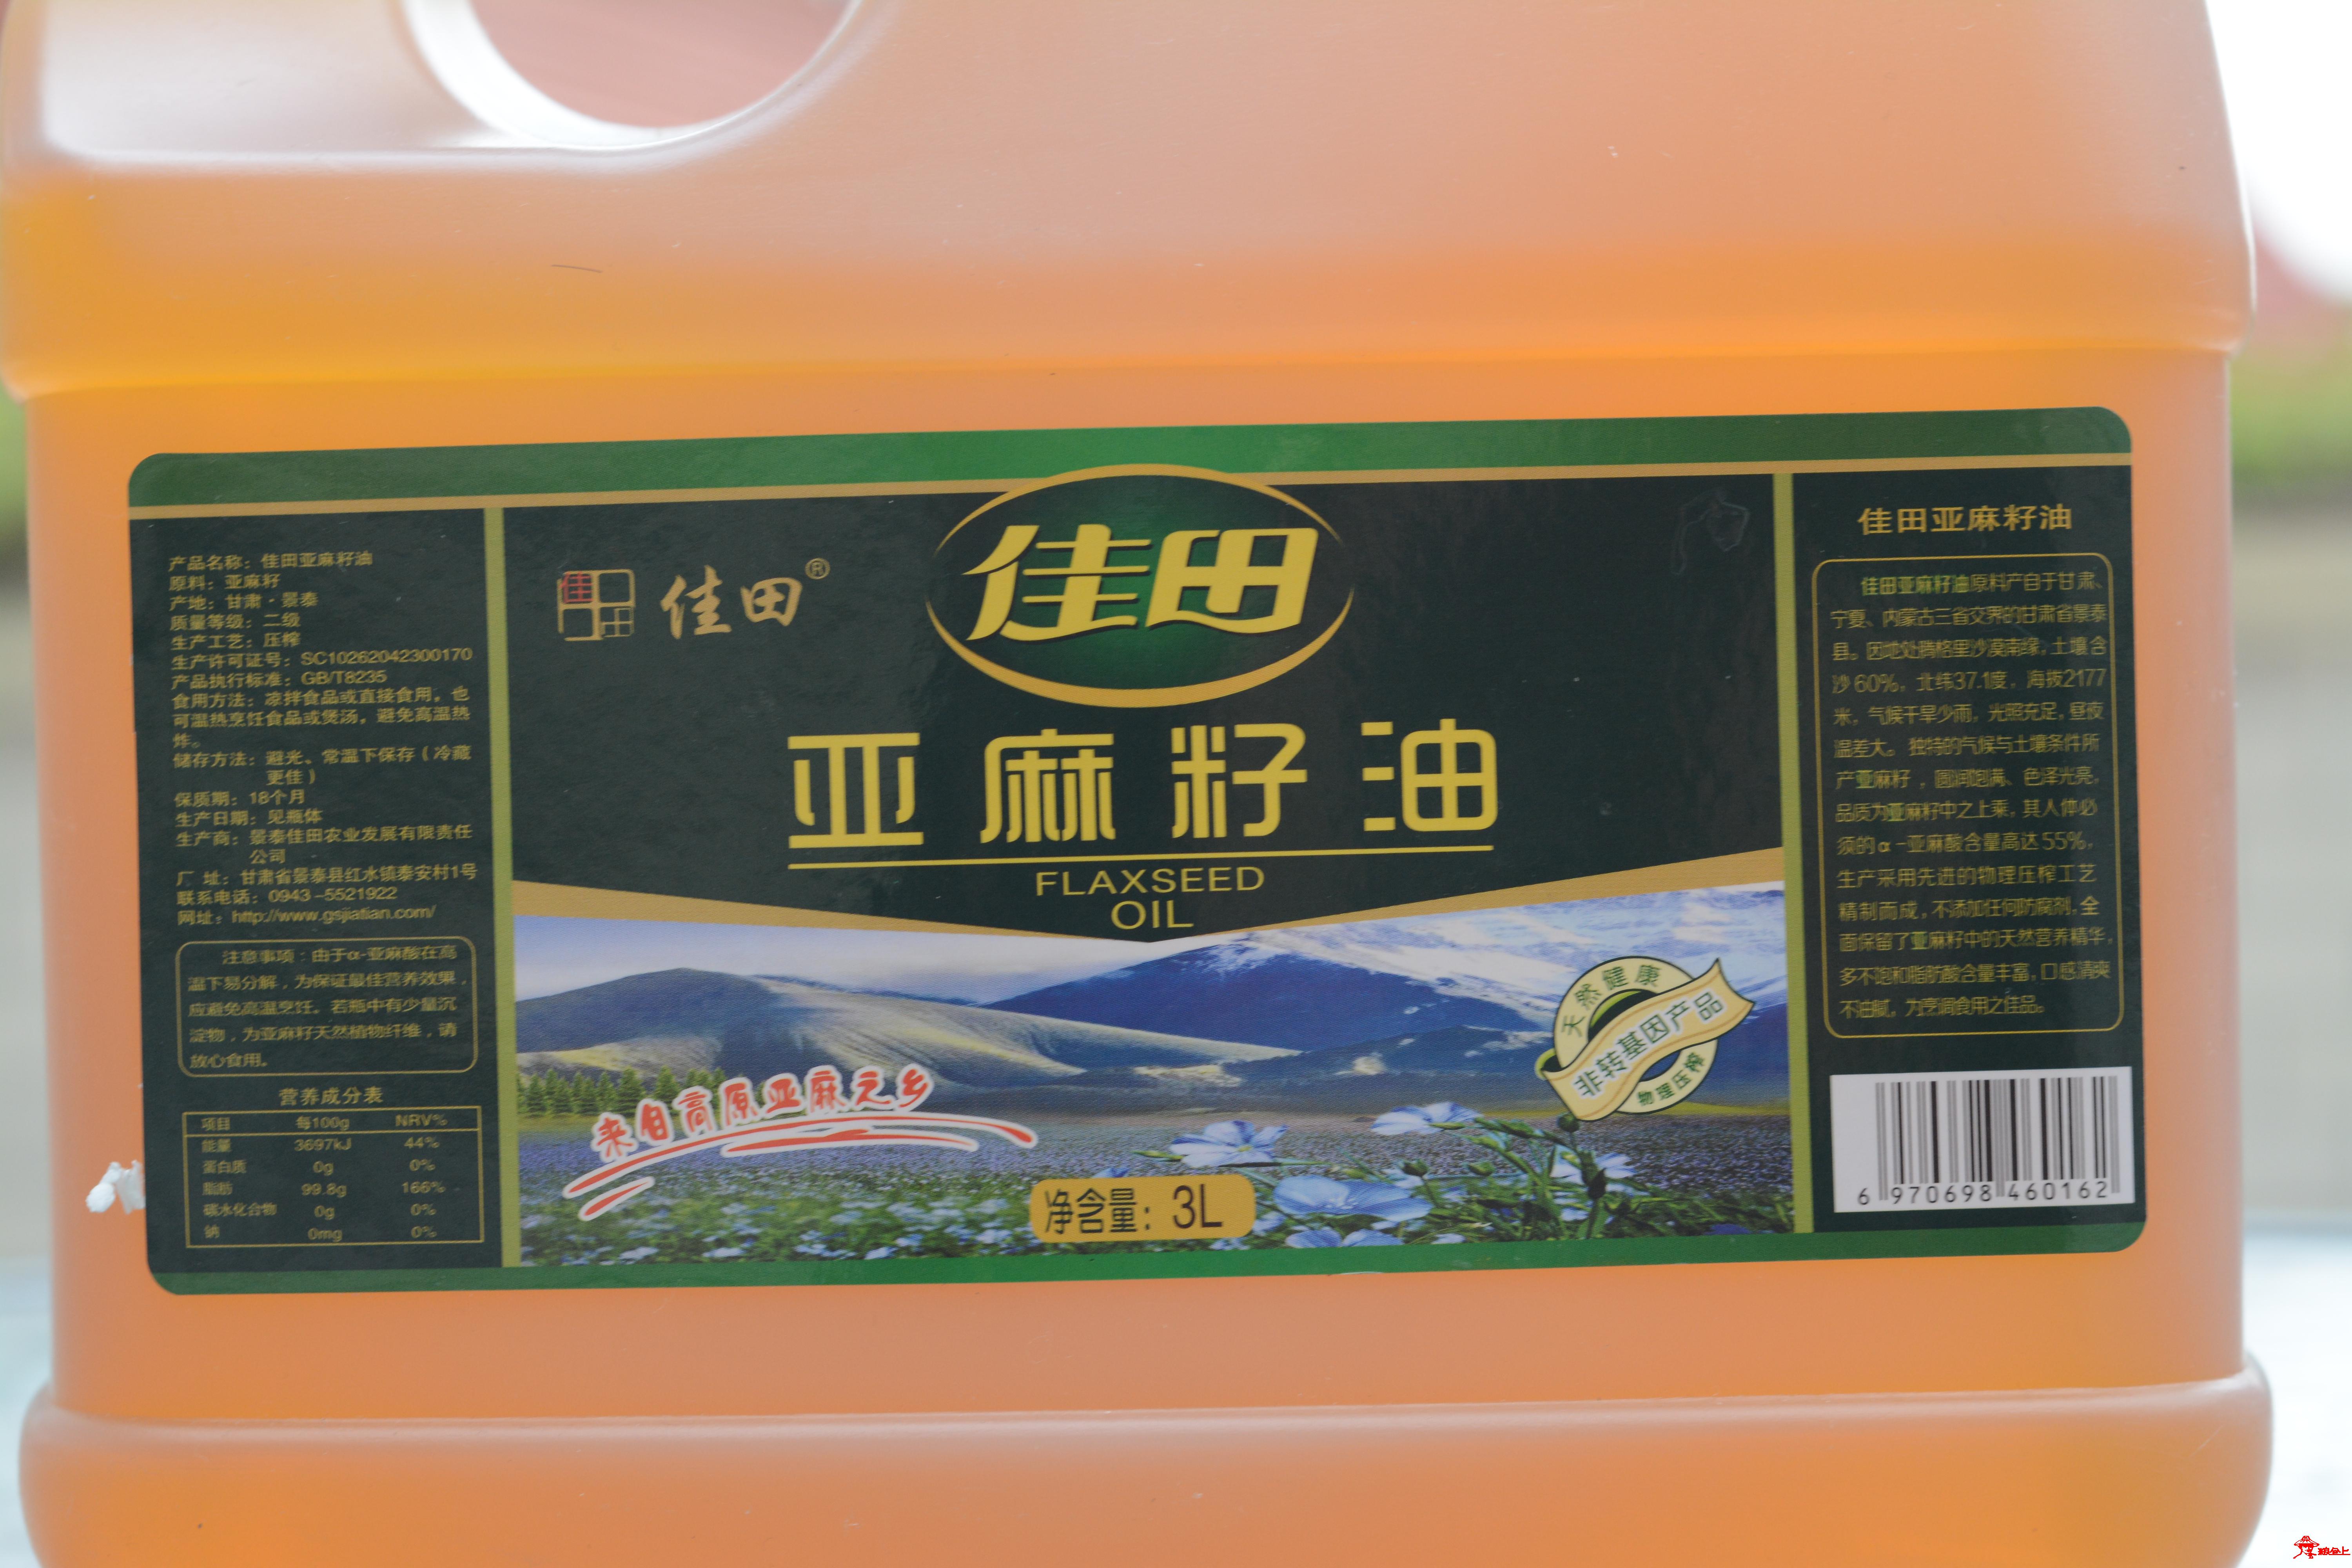 产品名称：佳田亚麻籽油
原料：亚麻籽
产地：甘肃·景泰
质量等级：二级
生产工艺：压榨
生产许可证号：SC10262042300170
产品执行标准：GB/T8235
食用方法：凉拌食品或直接食用，也
可温热烹饪食品或煲汤，避免高温热
炸。
储存方法：避光、常温下保存（冷藏
更佳）
保质期：18个月
生产日期：见瓶体
生产商：景泰佳田农业发展有限责任
公司
厂 址：甘肃省景泰县红水镇泰安村1号
联系电话：0943-5521922
网址：http://www.gsjiatian.com/
注意事项：由于α-亚麻酸在高
温下易分解，为保证最佳营养效果，
应避免高温烹饪。若瓶中有少量沉
淀物，为亚麻籽天然植物纤维，请
放心食用。
营养成分表
项目 每100g NRV%
能量 3697kJ 44%
蛋白质 0g 0%
脂肪 99.8g 166%
碳水化合物 0g 0%
钠 0mg 0%
佳田®
佳田
亚麻籽油
FLAXSEED
OIL
来自高原亚麻之乡
净含量：3L
天然健康
非转基因产品
物理压榨
佳田亚麻籽油
佳田亚麻籽油原料产自于甘肃、
宁夏、内蒙古三省交界的甘肃省景泰
县。因地处腾格里沙漠南缘，土壤含
沙60%，北纬37.1度，海拔2177
米，气候干旱少雨，光照充足，昼夜
温差大。独特的气候与土壤条件所
产亚麻籽，圆润饱满、色泽光亮，
品质为亚麻籽中之上乘，其人体必
须的α-亚麻酸含量高达55%，
生产采用先进的物理压榨工艺
精制而成，不添加任何防腐剂，全
面保留了亚麻籽中的天然营养精华，
多不饱和脂肪酸含量丰富，口感清爽
不油腻，为烹调食用之佳品。
6 970698 460162